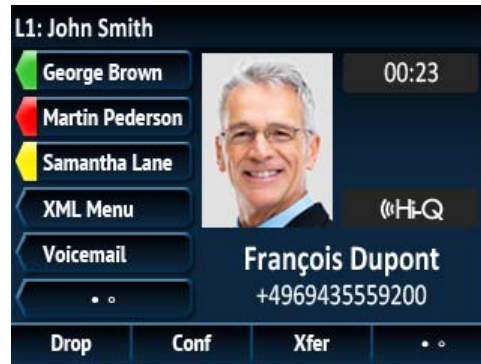 L1: John Smith
George Brown
00:23
Martin Pederson
Samantha Lane
XML Menu
Hi-Q
Voicemail
François Dupont
+4969435559200
Drop Conf Xfer